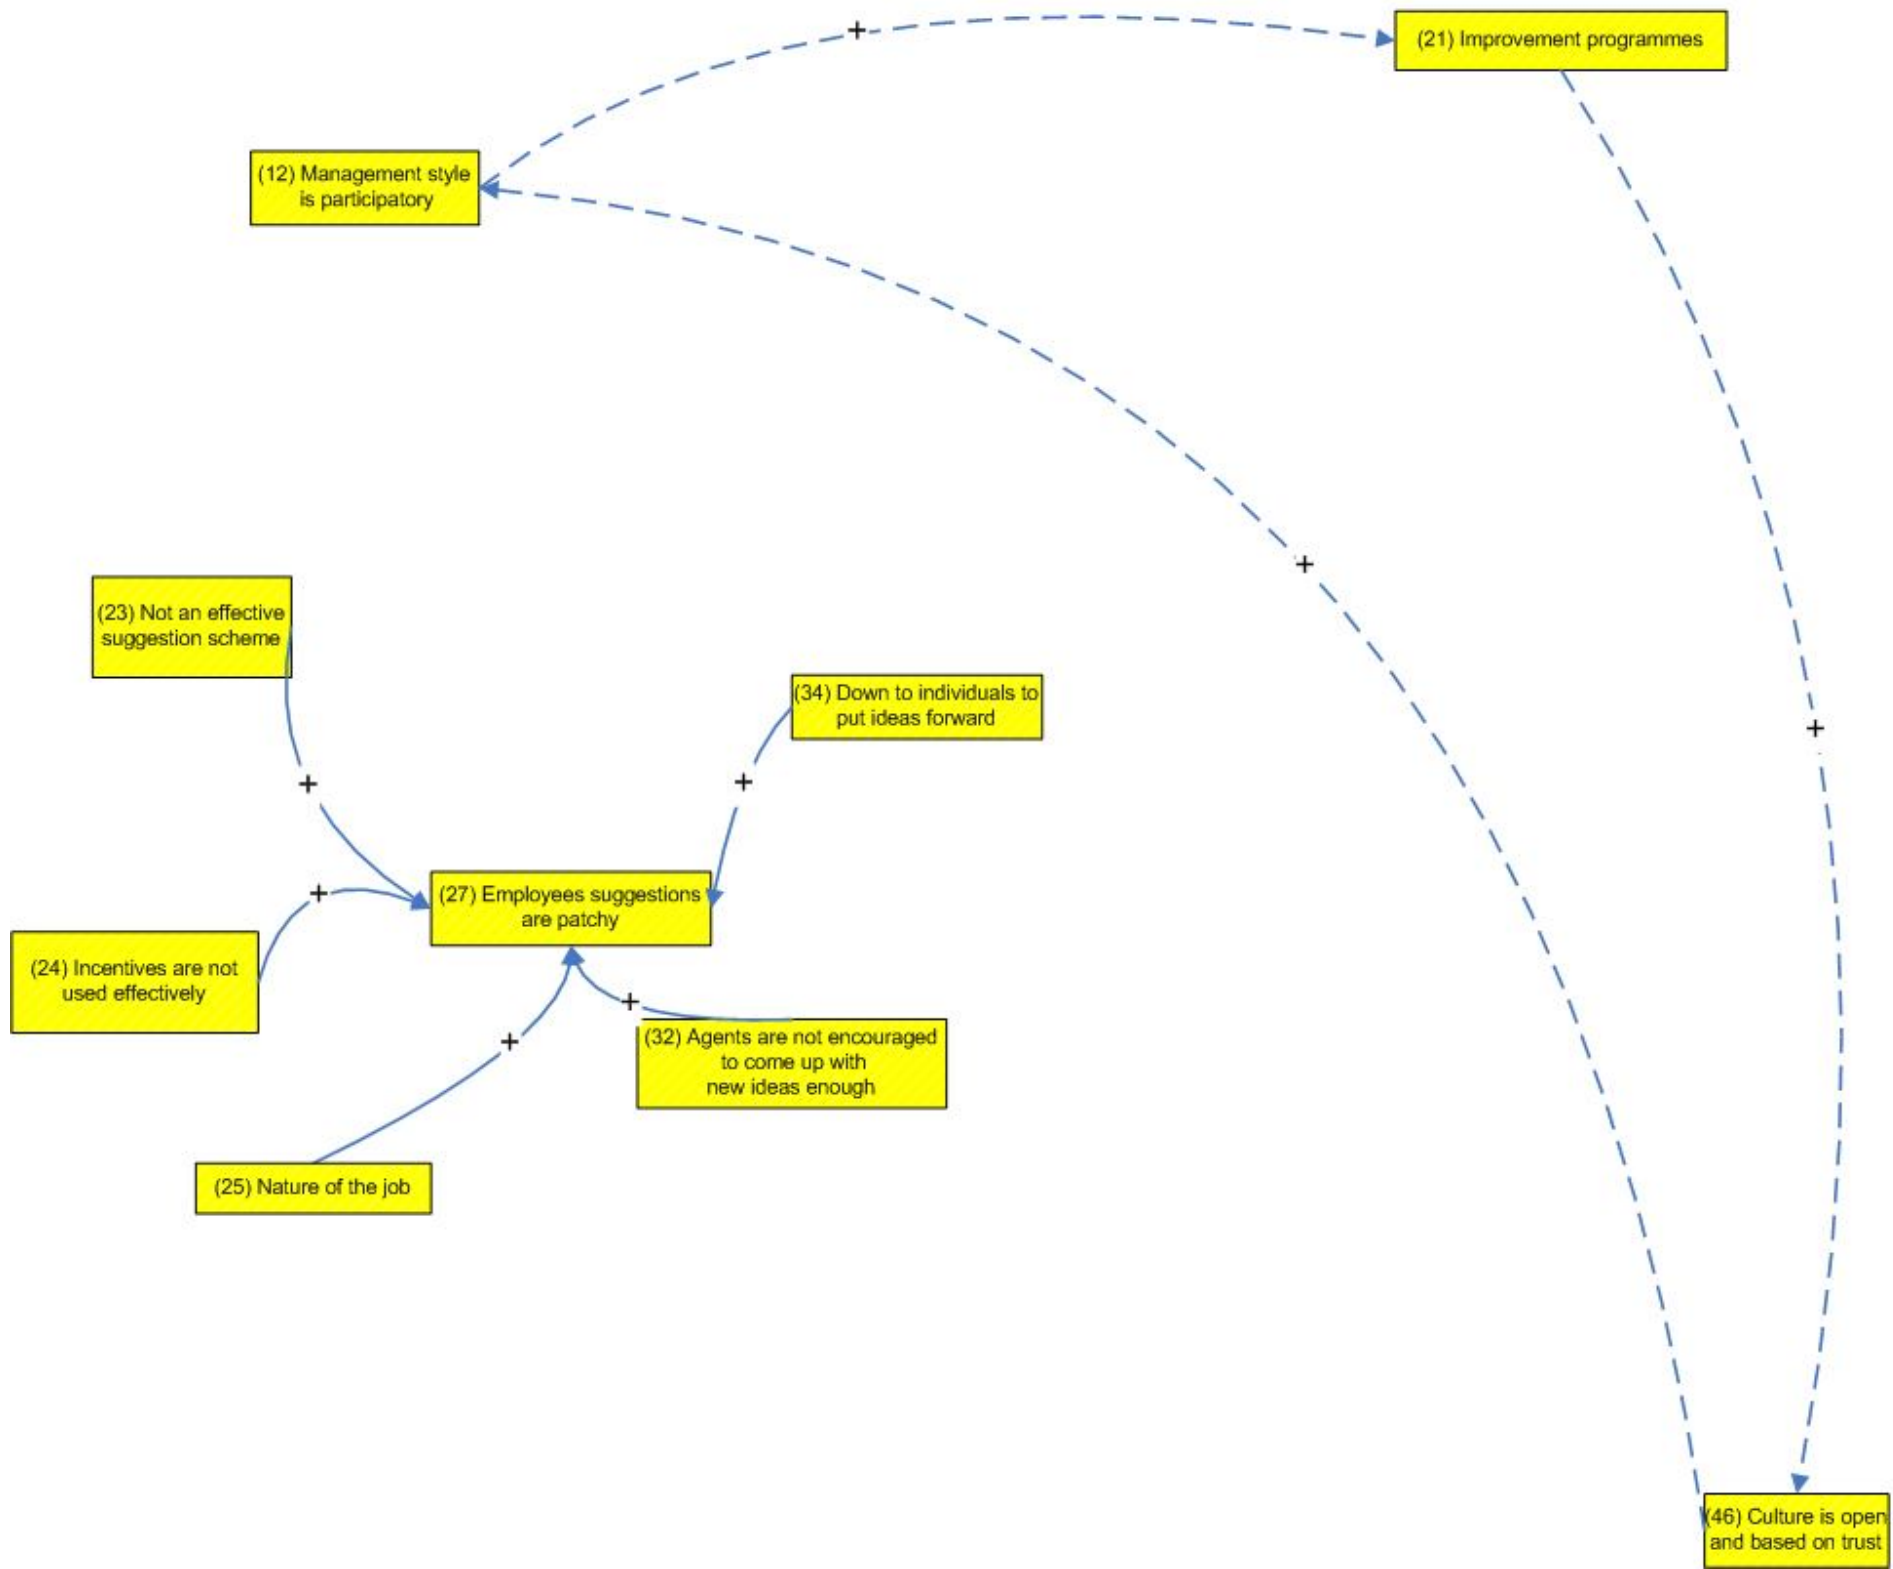 +
(21) Improvement programmes
(12) Management style
is participatory
+
(23) Not an effective
suggestion scheme
(34) Down to individuals to
put ideas forward
+
+
+
(27) Employees suggestions
are patchy
+
(24) Incentives are not
used effectively
+
+
(32) Agents are not encouraged
to come up with
new ideas enough
(25) Nature of the job
(46) Culture is open
and based on trust